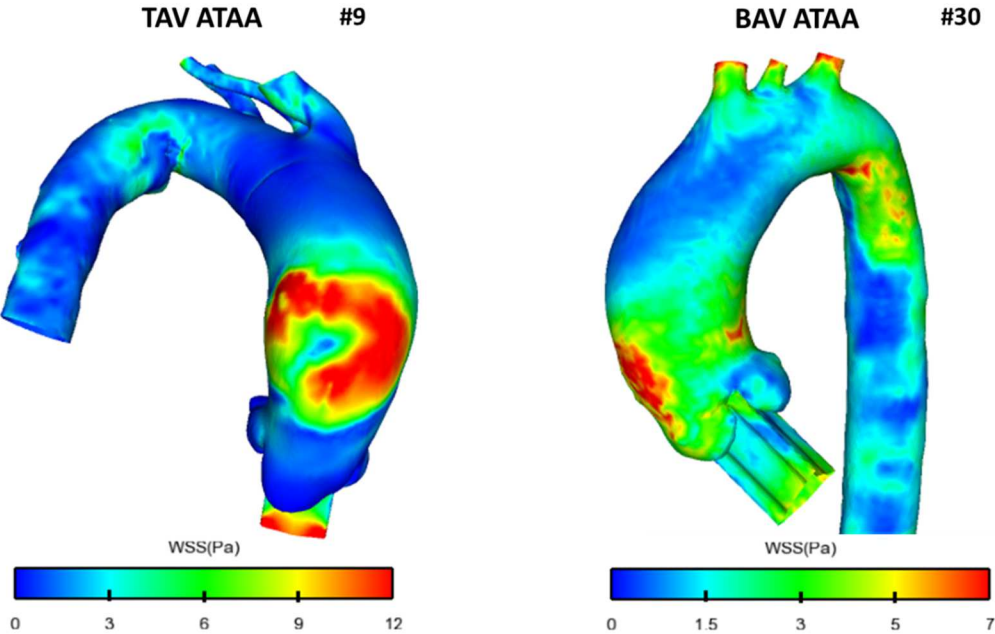 TAV ATAA #9
BAV ATAA #30
WSS(Pa)
0 3 6 9 12
WSS(Pa)
0 1.5 3 5 7